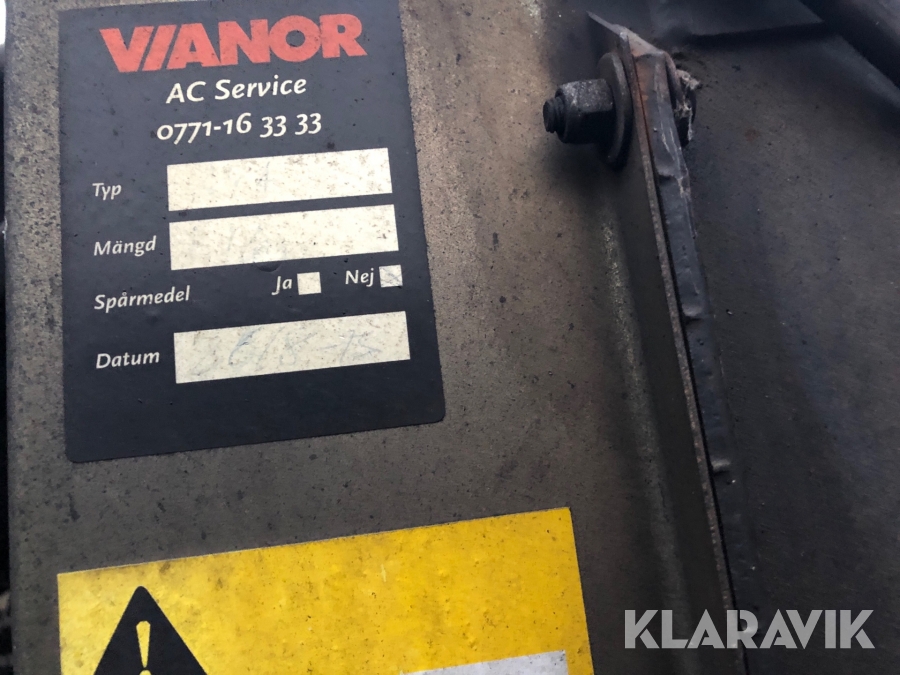 VIANOR
AC Service
0771-16 33 33
Typ
Mängd
Spårmedel Ja Nej
Datum
KLARAVIK